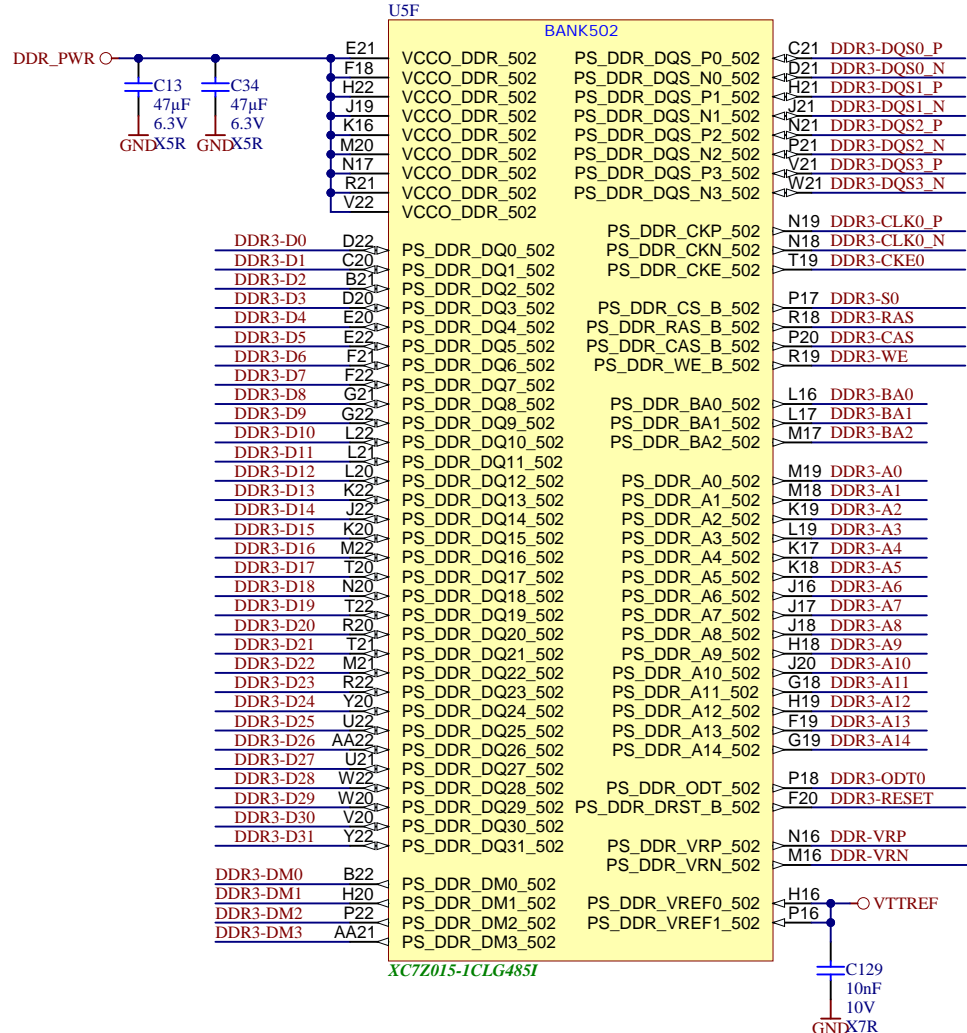 U5F
BANK502
DDR_PWR
C13
47µF
6.3V
X5R
GND
C34
47µF
6.3V
X5R
GND
E21 VCCO_DDR_502
F18 VCCO_DDR_502
H22 VCCO_DDR_502
J19 VCCO_DDR_502
K16 VCCO_DDR_502
M20 VCCO_DDR_502
N17 VCCO_DDR_502
R21 VCCO_DDR_502
V22 VCCO_DDR_502
DDR3-D0 D22 PS_DDR_DQ0_502
DDR3-D1 C20 PS_DDR_DQ1_502
DDR3-D2 B21 PS_DDR_DQ2_502
DDR3-D3 D20 PS_DDR_DQ3_502
DDR3-D4 E20 PS_DDR_DQ4_502
DDR3-D5 E22 PS_DDR_DQ5_502
DDR3-D6 F21 PS_DDR_DQ6_502
DDR3-D7 F22 PS_DDR_DQ7_502
DDR3-D8 G21 PS_DDR_DQ8_502
DDR3-D9 G22 PS_DDR_DQ9_502
DDR3-D10 L22 PS_DDR_DQ10_502
DDR3-D11 L21 PS_DDR_DQ11_502
DDR3-D12 L20 PS_DDR_DQ12_502
DDR3-D13 K22 PS_DDR_DQ13_502
DDR3-D14 J22 PS_DDR_DQ14_502
DDR3-D15 K20 PS_DDR_DQ15_502
DDR3-D16 M22 PS_DDR_DQ16_502
DDR3-D17 T20 PS_DDR_DQ17_502
DDR3-D18 N20 PS_DDR_DQ18_502
DDR3-D19 T22 PS_DDR_DQ19_502
DDR3-D20 R20 PS_DDR_DQ20_502
DDR3-D21 T21 PS_DDR_DQ21_502
DDR3-D22 M21 PS_DDR_DQ22_502
DDR3-D23 R22 PS_DDR_DQ23_502
DDR3-D24 Y20 PS_DDR_DQ24_502
DDR3-D25 U22 PS_DDR_DQ25_502
DDR3-D26 AA22 PS_DDR_DQ26_502
DDR3-D27 U21 PS_DDR_DQ27_502
DDR3-D28 W22 PS_DDR_DQ28_502
DDR3-D29 W20 PS_DDR_DQ29_502
DDR3-D30 V20 PS_DDR_DQ30_502
DDR3-D31 Y22 PS_DDR_DQ31_502
DDR3-DM0 B22 PS_DDR_DM0_502
DDR3-DM1 H20 PS_DDR_DM1_502
DDR3-DM2 P22 PS_DDR_DM2_502
DDR3-DM3 AA21 PS_DDR_DM3_502
PS_DDR_DQS_P0_502 C21 DDR3-DQS0_P
PS_DDR_DQS_N0_502 D21 DDR3-DQS0_N
PS_DDR_DQS_P1_502 H21 DDR3-DQS1_P
PS_DDR_DQS_N1_502 J21 DDR3-DQS1_N
PS_DDR_DQS_P2_502 N21 DDR3-DQS2_P
PS_DDR_DQS_N2_502 P21 DDR3-DQS2_N
PS_DDR_DQS_P3_502 V21 DDR3-DQS3_P
PS_DDR_DQS_N3_502 W21 DDR3-DQS3_N
PS_DDR_CKP_502 N19 DDR3-CLK0_P
PS_DDR_CKN_502 N18 DDR3-CLK0_N
PS_DDR_CKE_502 T19 DDR3-CKE0
PS_DDR_CS_B_502 P17 DDR3-S0
PS_DDR_RAS_B_502 R18 DDR3-RAS
PS_DDR_CAS_B_502 P20 DDR3-CAS
PS_DDR_WE_B_502 R19 DDR3-WE
PS_DDR_BA0_502 L16 DDR3-BA0
PS_DDR_BA1_502 L17 DDR3-BA1
PS_DDR_BA2_502 M17 DDR3-BA2
PS_DDR_A0_502 M19 DDR3-A0
PS_DDR_A1_502 M18 DDR3-A1
PS_DDR_A2_502 K19 DDR3-A2
PS_DDR_A3_502 L19 DDR3-A3
PS_DDR_A4_502 K17 DDR3-A4
PS_DDR_A5_502 K18 DDR3-A5
PS_DDR_A6_502 J16 DDR3-A6
PS_DDR_A7_502 J17 DDR3-A7
PS_DDR_A8_502 J18 DDR3-A8
PS_DDR_A9_502 H18 DDR3-A9
PS_DDR_A10_502 J20 DDR3-A10
PS_DDR_A11_502 G18 DDR3-A11
PS_DDR_A12_502 H19 DDR3-A12
PS_DDR_A13_502 F19 DDR3-A13
PS_DDR_A14_502 G19 DDR3-A14
PS_DDR_ODT_502 P18 DDR3-ODT0
PS_DDR_DRST_B_502 F20 DDR3-RESET
PS_DDR_VRP_502 N16 DDR-VRP
PS_DDR_VRN_502 M16 DDR-VRN
PS_DDR_VREF0_502 H16 VTTREF
PS_DDR_VREF1_502 P16
XC7Z015-1CLG485I
C129
10nF
10V
X7R
GND